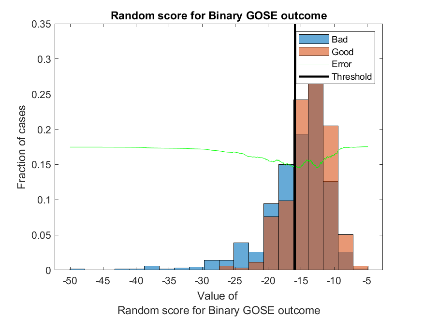 Random score for Binary GOSE outcome
0.35
0.3
0.25
0.2
0.15
0.1
0.05
0
Fraction of cases
Bad
Good
Error
Threshold
-50 -45 -40 -35 -30 -25 -20 -15 -10 -5
Value of
Random score for Binary GOSE outcome